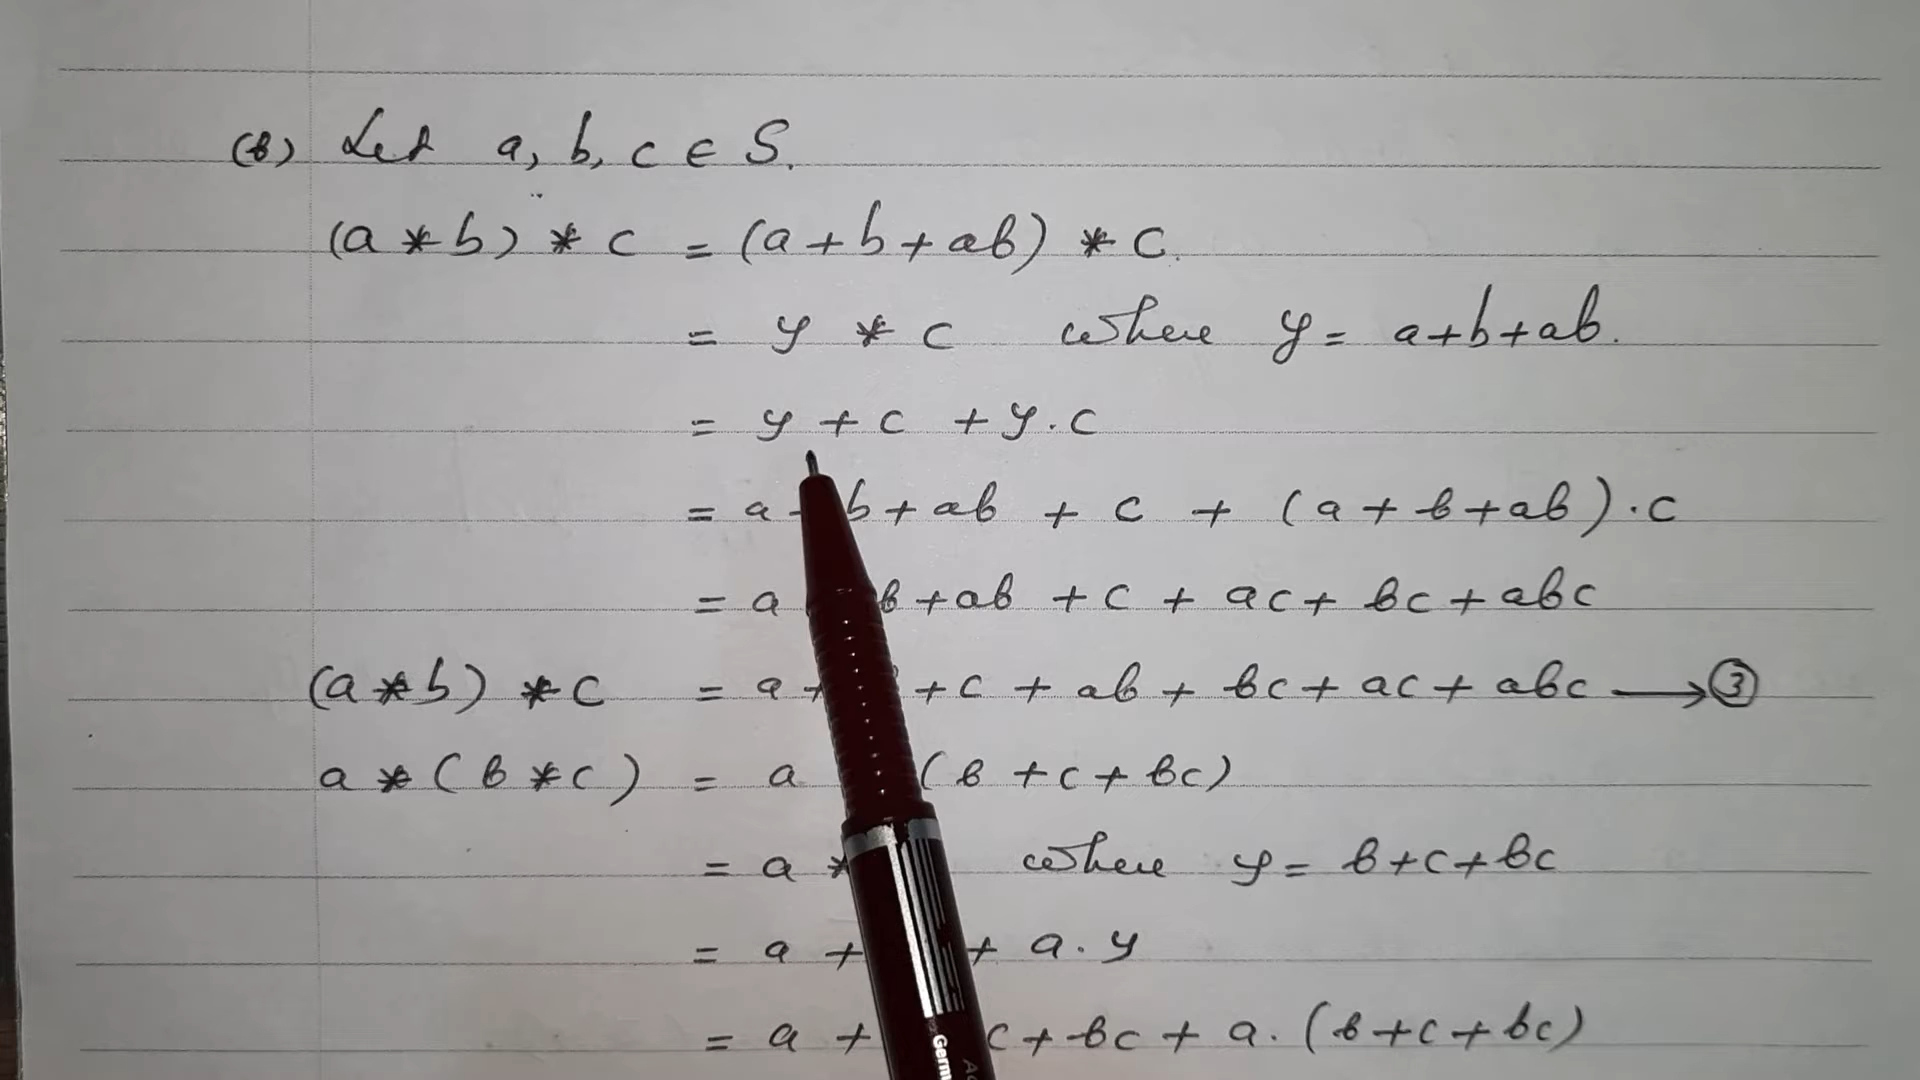 (b) Let a, b, c ∈ S.
(a * b) * c = (a + b + ab) * c.
= y * c where y = a+b+ab.
= y + c + y . c
= a + b + ab + c + (a + b + ab) . c
= a b + ab + c + ac + bc + abc
(a * b) * c = a + + c + ab + bc + ac + abc → ③
a * (b * c) = a (b + c + bc)
= a * where y = b + c + bc
= a + + a . y
= a + c + bc + a . (b + c + bc)
Germ